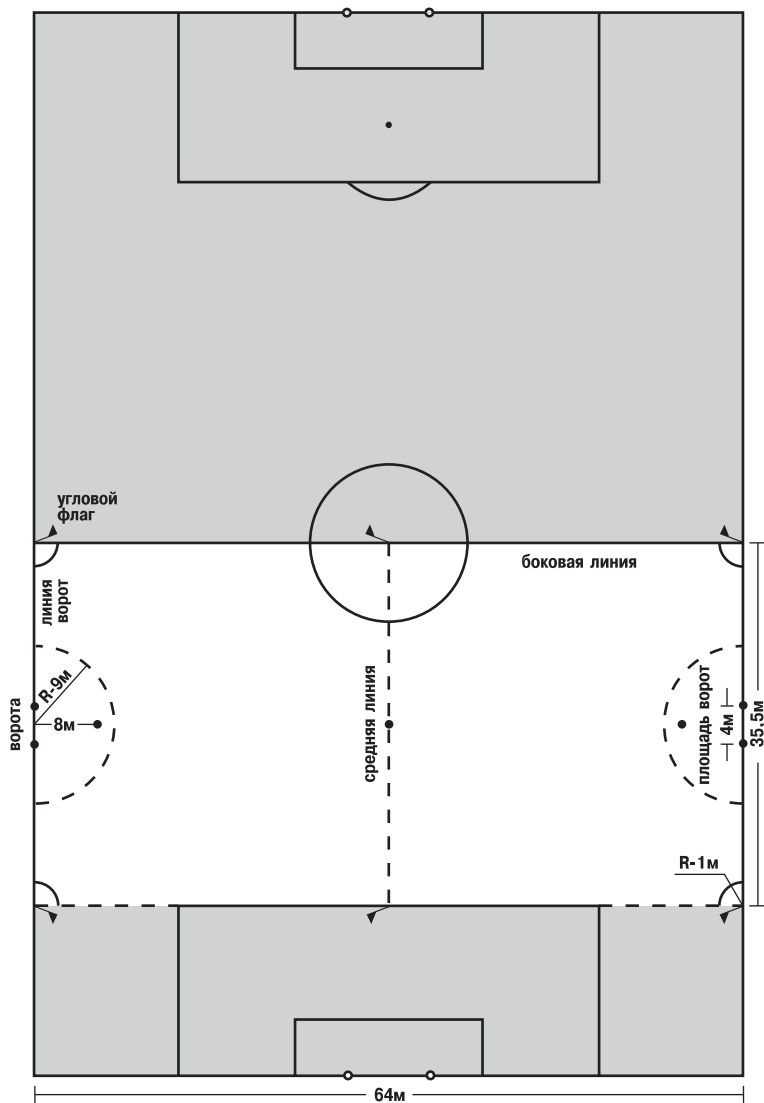 угловой
флаг
боковая линия
линия
ворот
R-9м
8м
ворота
средняя линия
площадь ворот
4м
35.5м
R-1м
64м